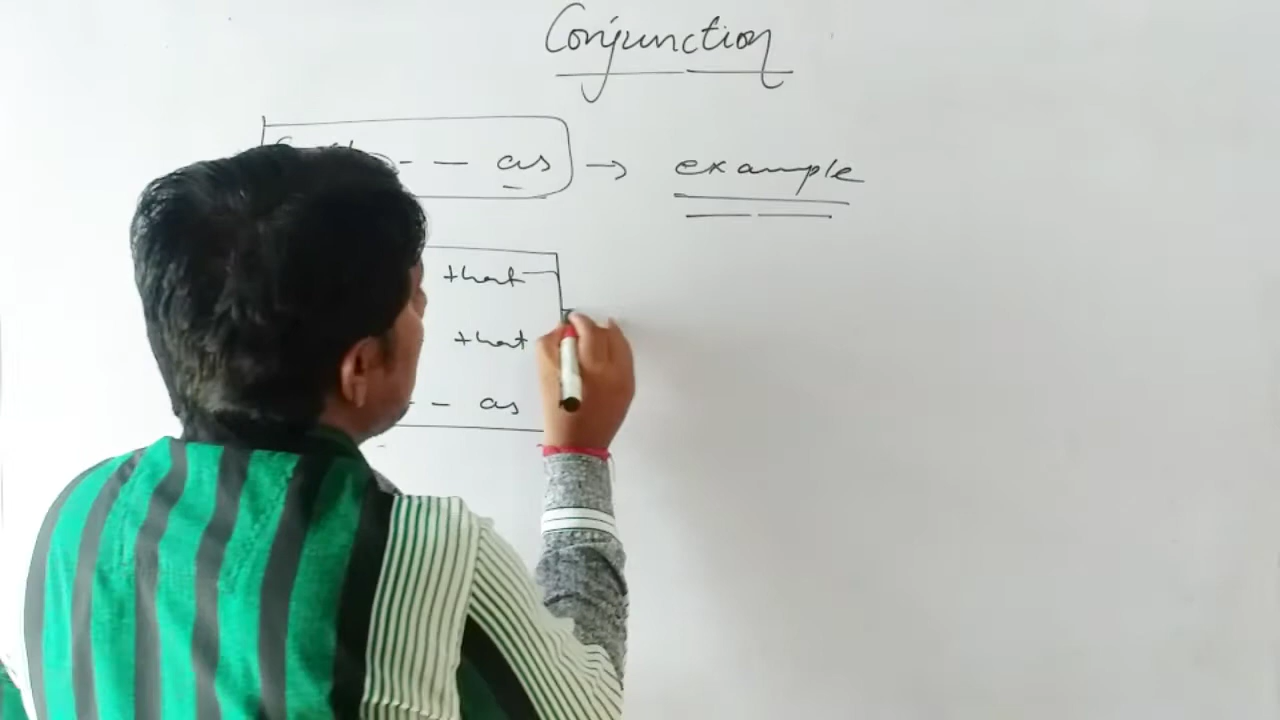 Conjunction
- — as → example
that
that
- — as